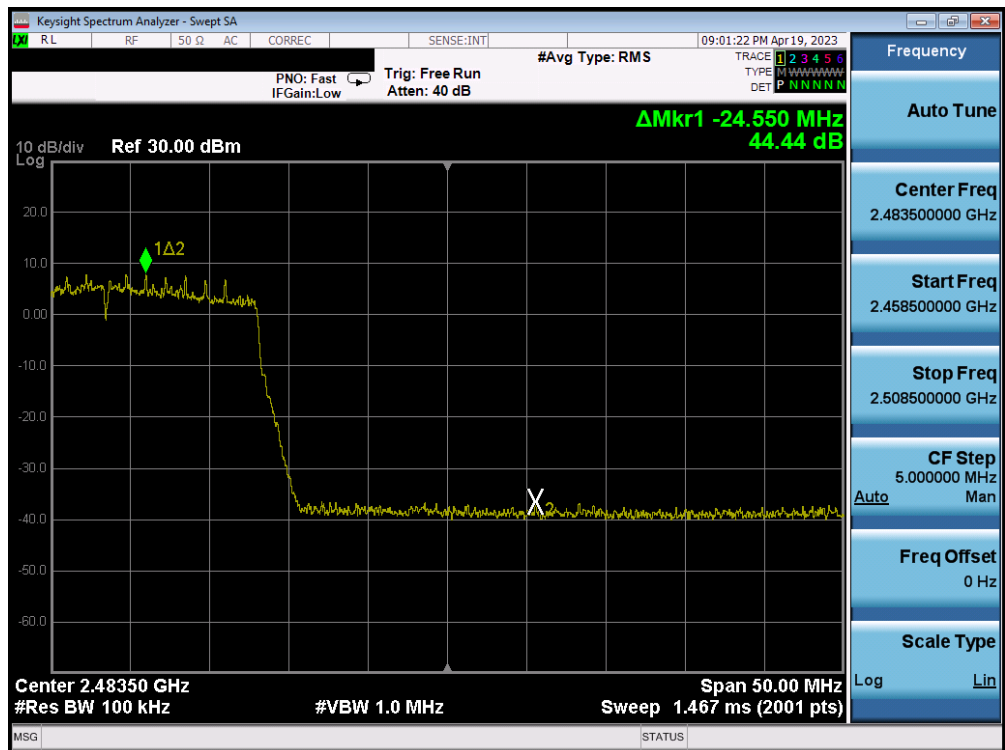 Keysight Spectrum Analyzer - Swept SA
LXI RL RF 50 Ω AC CORREC SENSE:INT 09:01:22 PM Apr 19, 2023
PNO: Fast
IFGain:Low
Trig: Free Run
Atten: 40 dB
#Avg Type: RMS
TRACE 1 2 3 4 5 6
TYPE M WWWWW
DET P N N N N N
ΔMkr1 -24.550 MHz
44.44 dB
10 dB/div Ref 30.00 dBm
Log
20.0
10.0
0.00
-10.0
-20.0
-30.0
-40.0
-50.0
-60.0
1Δ2
X2
Center 2.48350 GHz Span 50.00 MHz
#Res BW 100 kHz #VBW 1.0 MHz Sweep 1.467 ms (2001 pts)
MSG STATUS
Frequency
Auto Tune
Center Freq
2.483500000 GHz
Start Freq
2.458500000 GHz
Stop Freq
2.508500000 GHz
CF Step
5.000000 MHz
Auto Man
Freq Offset
0 Hz
Scale Type
Log Lin